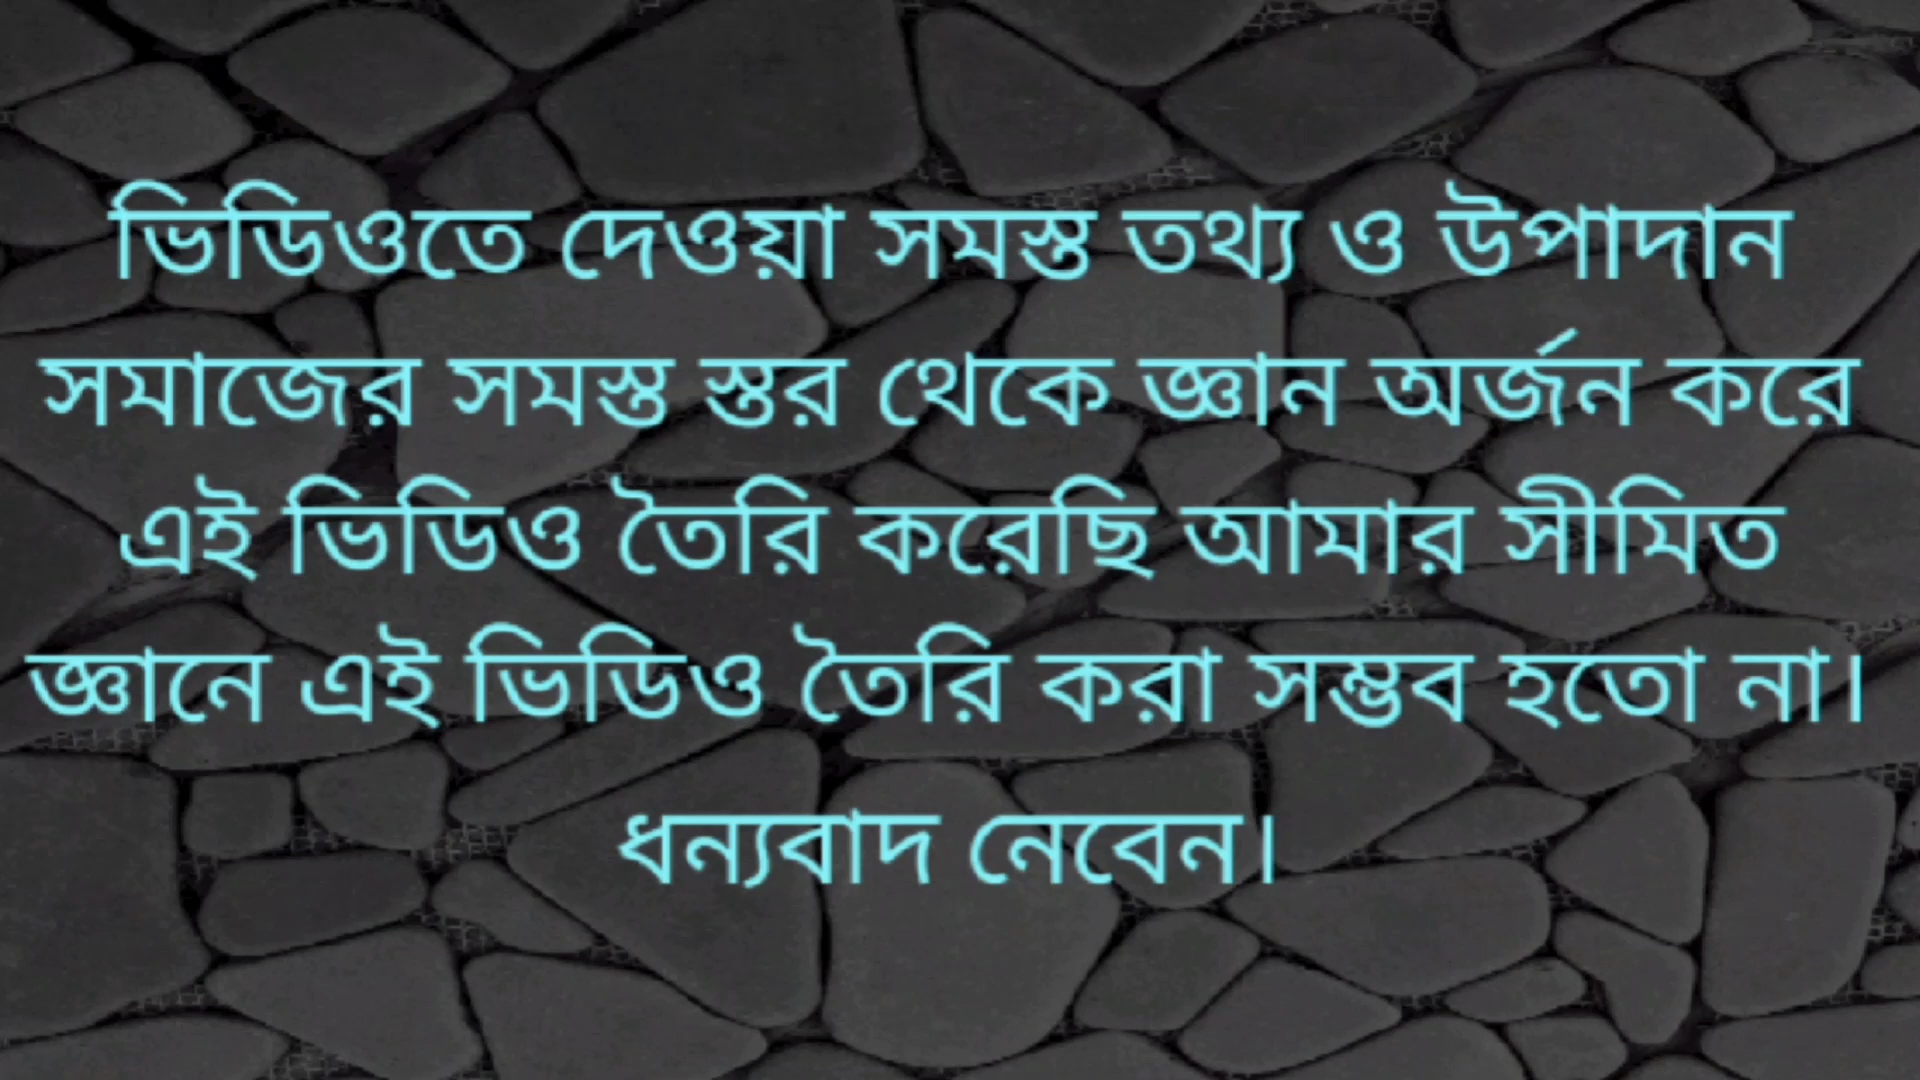 ভিডিওতে দেওয়া সমস্ত তথ্য ও উপাদান
সমাজের সমস্ত স্তর থেকে জ্ঞান অর্জন করে
এই ভিডিও তৈরি করেছি আমার সীমিত
জ্ঞানে এই ভিডিও তৈরি করা সম্ভব হতো না।
ধন্যবাদ নেবেন।